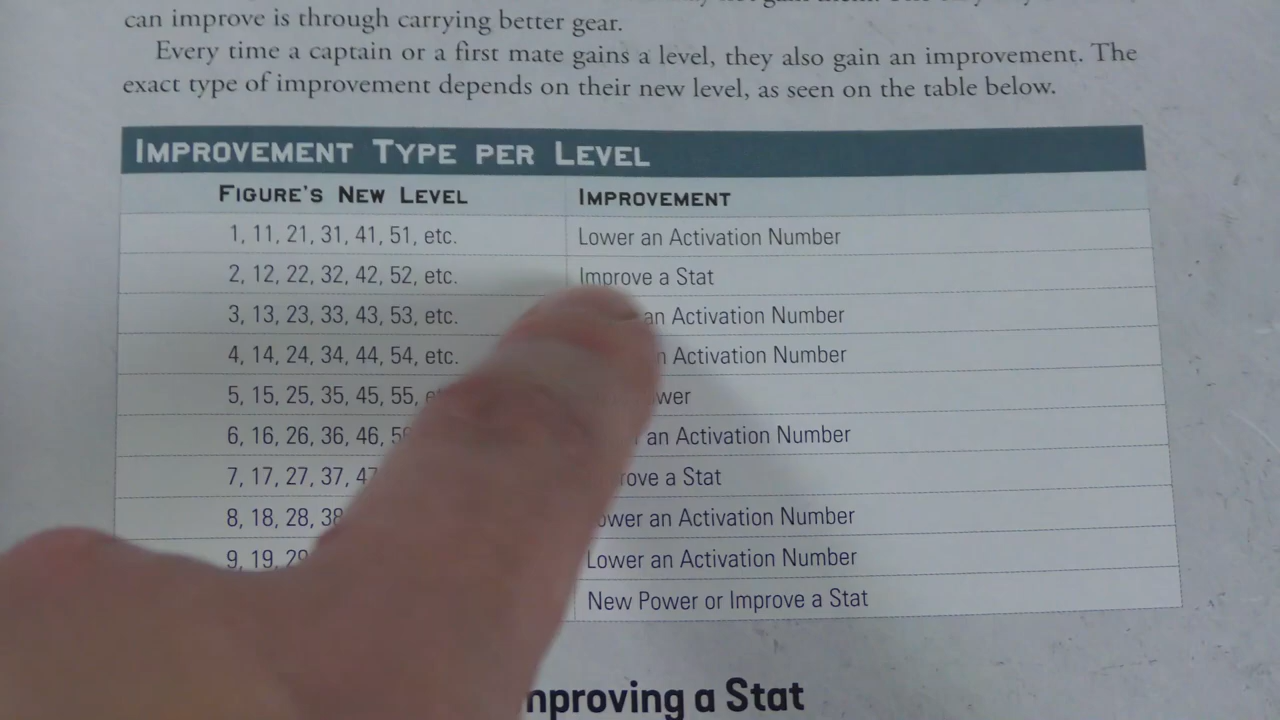 can improve is through carrying better gear.
Every time a captain or a first mate gains a level, they also gain an improvement. The
exact type of improvement depends on their new level, as seen on the table below.
IMPROVEMENT TYPE PER LEVEL
FIGURE'S NEW LEVEL IMPROVEMENT
1, 11, 21, 31, 41, 51, etc. Lower an Activation Number
2, 12, 22, 32, 42, 52, etc. Improve a Stat
3, 13, 23, 33, 43, 53, etc. an Activation Number
4, 14, 24, 34, 44, 54, etc. Activation Number
5, 15, 25, 35, 45, 55,
6, 16, 26, 36, 46, an Activation Number
7, 17, 27, 37, a Stat
8, 18, 28, an Activation Number
9, 19, Lower an Activation Number
New Power or Improve a Stat
a Stat